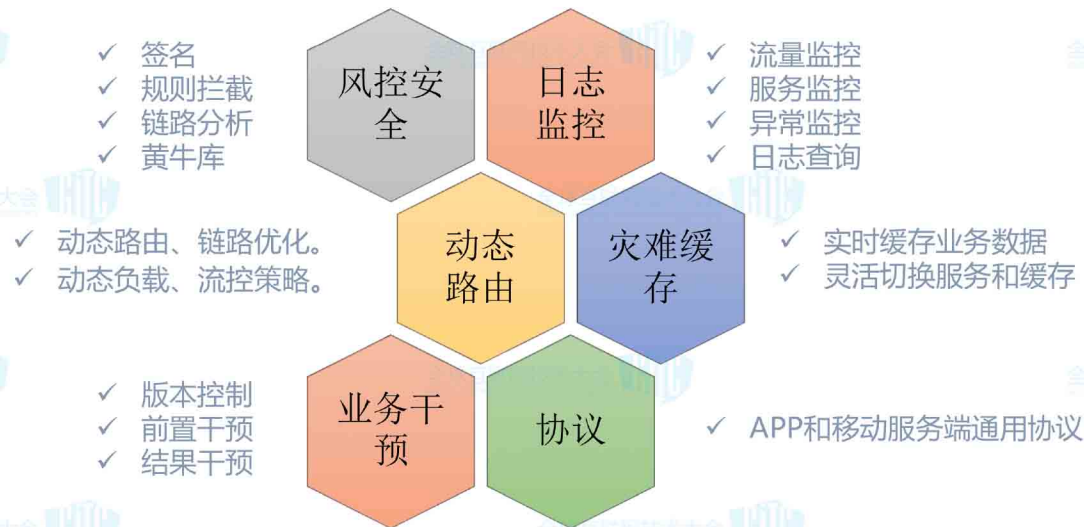 签名
规则拦截
链路分析
黄牛库
风控安
全
日志
监控
流量监控
服务监控
异常监控
日志查询
动态路由、链路优化。
动态负载、流控策略。
动态
路由
灾难缓
存
实时缓存业务数据
灵活切换服务和缓存
版本控制
前置干预
结果干预
业务干
预
协议
APP和移动服务端通用协议